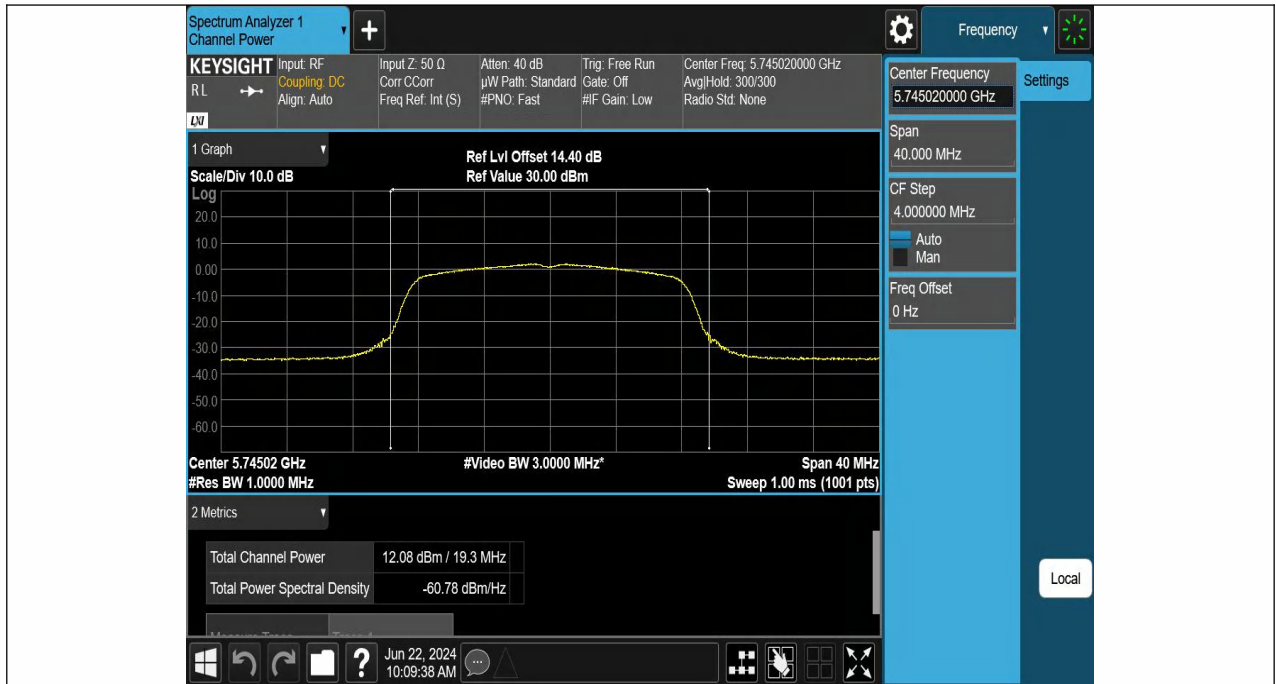 Spectrum Analyzer 1
Channel Power
+
Frequency
KEYSIGHT
RL
LXI
Input: RF
Coupling: DC
Align: Auto
Input Z: 50 Ω
Corr CCorr
Freq Ref: Int (S)
Atten: 40 dB
µW Path: Standard
#PNO: Fast
Trig: Free Run
Gate: Off
#IF Gain: Low
Center Freq: 5.745020000 GHz
Avg|Hold: 300/300
Radio Std: None
Center Frequency
5.745020000 GHz
Settings
Span
40.000 MHz
CF Step
4.000000 MHz
Auto
Man
Freq Offset
0 Hz
Local
1 Graph
Scale/Div 10.0 dB
Ref Lvl Offset 14.40 dB
Ref Value 30.00 dBm
Log
20.0
10.0
0.00
-10.0
-20.0
-30.0
-40.0
-50.0
-60.0
Center 5.74502 GHz
#Res BW 1.0000 MHz
#Video BW 3.0000 MHz*
Span 40 MHz
Sweep 1.00 ms (1001 pts)
2 Metrics
Total Channel Power 12.08 dBm / 19.3 MHz
Total Power Spectral Density -60.78 dBm/Hz
?
Jun 22, 2024
10:09:38 AM